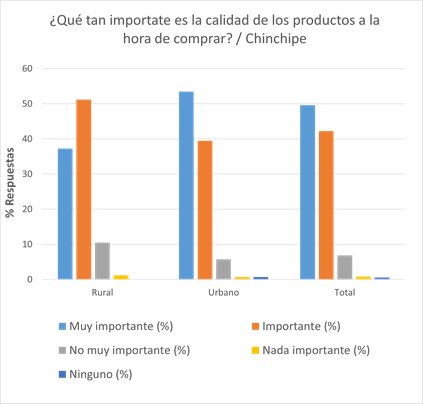 ¿Qué tan importate es la calidad de los productos a la
hora de comprar? / Chinchipe
60
50
40
30
20
10
0
% Respuestas
Rural
Urbano
Total
Muy importante (%)
Importante (%)
No muy importante (%)
Nada importante (%)
Ninguno (%)